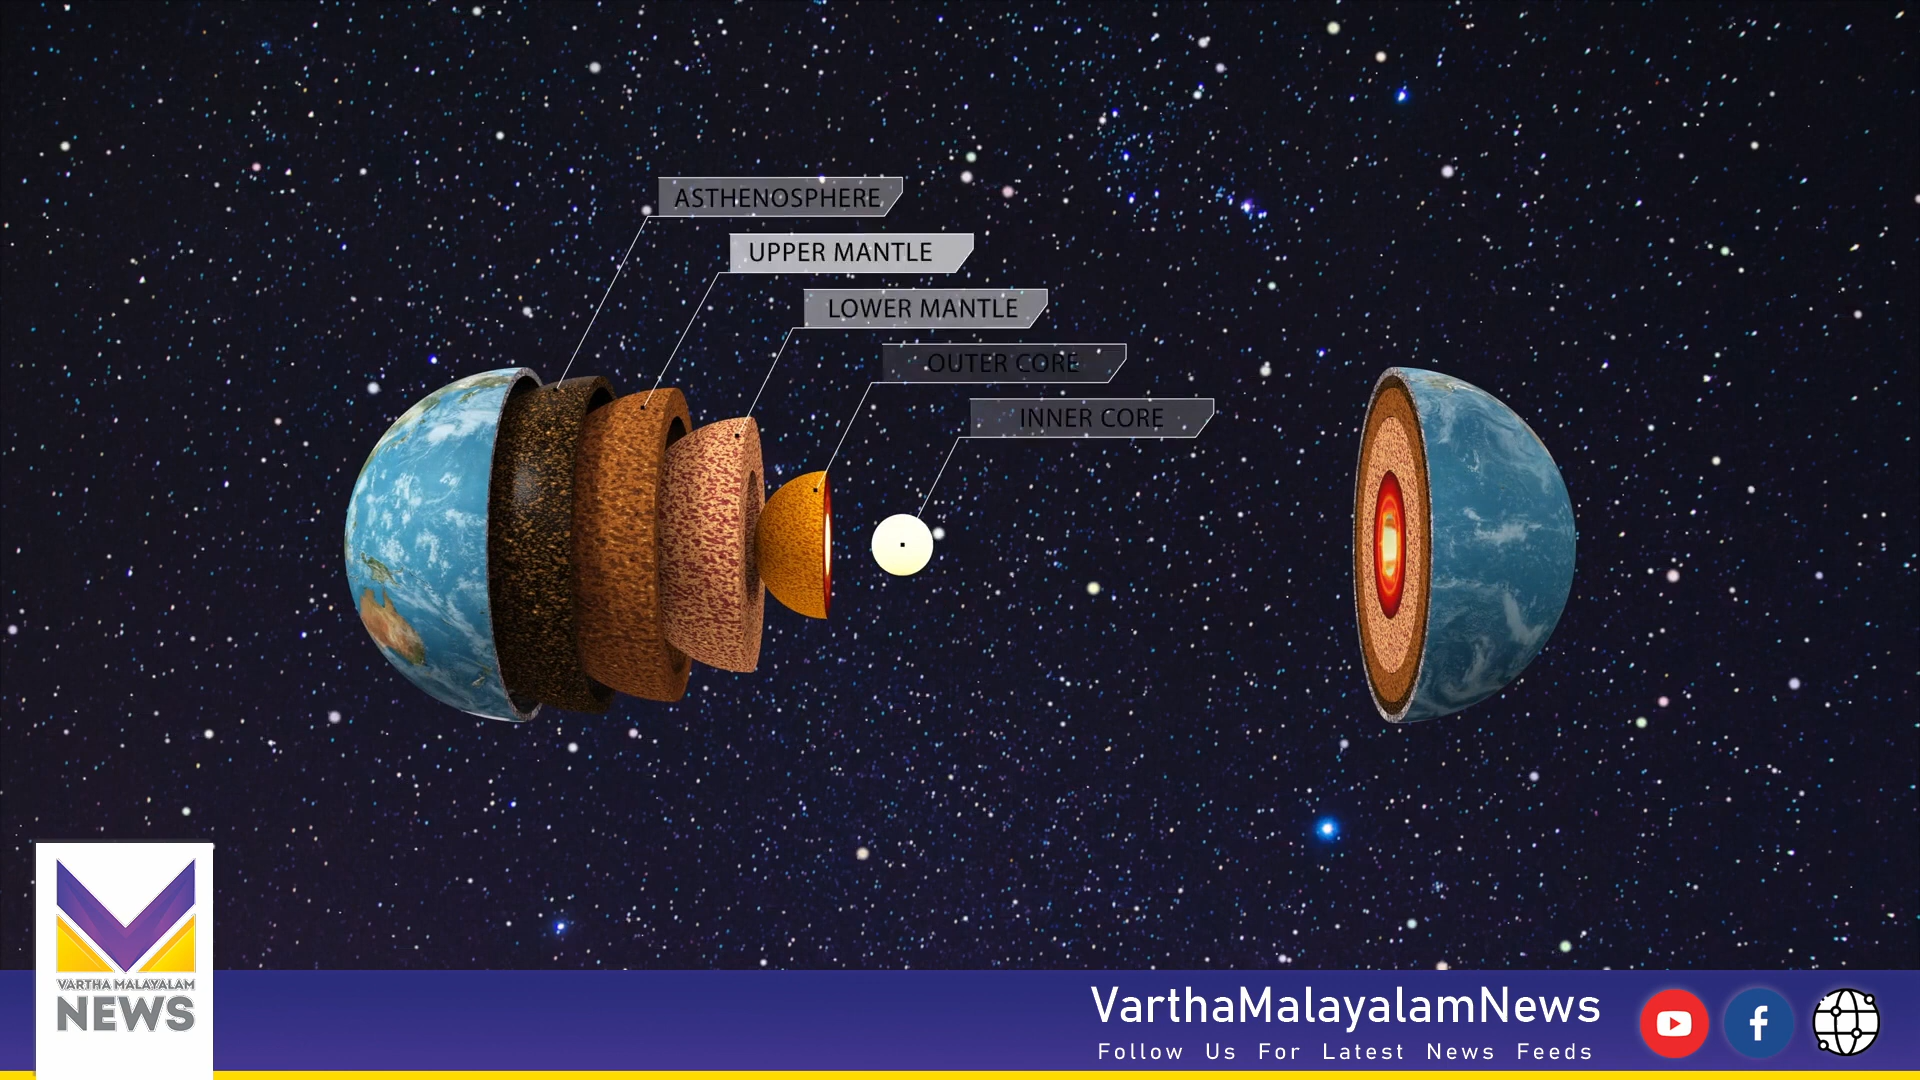 ASTHENOSPHERE
UPPER MANTLE
LOWER MANTLE
OUTER CORE
INNER CORE
VARTHA MALAYALAM
NEWS
VarthaMalayalamNews
Follow Us For Latest News Feeds